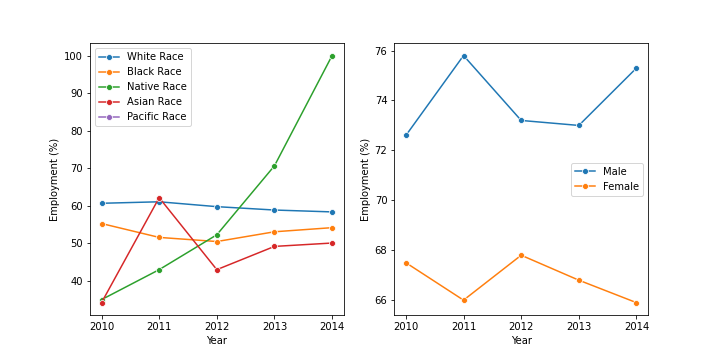 100
90
80
70
60
50
40
Employment (%)
2010 2011 2012 2013 2014
Year
White Race
Black Race
Native Race
Asian Race
Pacific Race
76
74
72
70
68
66
Employment (%)
2010 2011 2012 2013 2014
Year
Male
Female